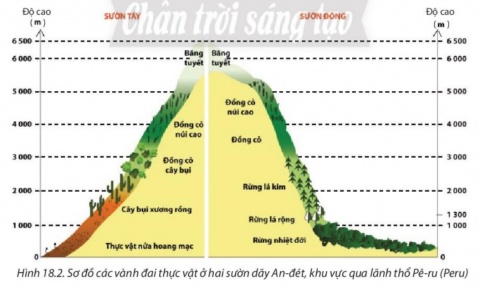 Chân trời sáng tạo
Độ cao
( m )
SƯỜN TÂY
SƯỜN ĐÔNG
Độ cao
( m )
6 500
6 000
5 000
4 000
3 000
2 000
1 000
0
Băng
tuyết
Đồng cỏ
núi cao
Đồng cỏ
cây bụi
Cây bụi xương rồng
Thực vật nửa hoang mạc
Băng
tuyết
Đồng cỏ
núi cao
Đồng cỏ
Rừng lá kim
Rừng lá rộng
Rừng nhiệt đới
6 500
6 000
5 000
4 000
3 000
2 000
1 300
1 000
0
Hình 18.2. Sơ đồ các vành đai thực vật ở hai sườn dãy An-đét, khu vực qua lãnh thổ Pê-ru (Peru)